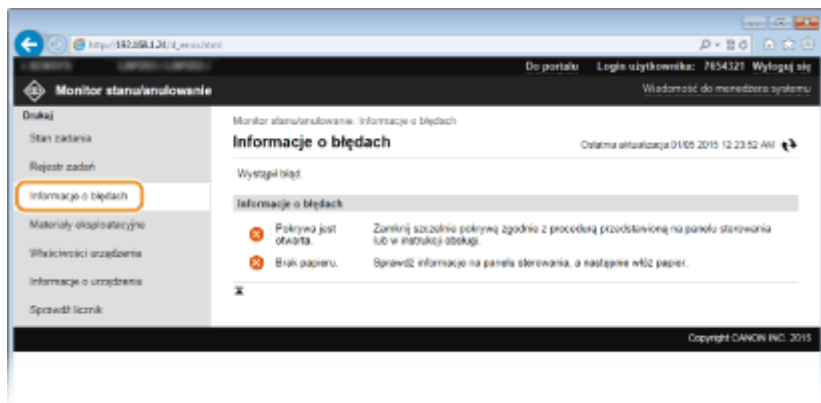 http://192.168.1.24/d_error.html
Do portalu Login użytkownika: 7654321 Wyloguj się
Monitor stanu/anulowanie
Wiadomość do menedżera systemu
Drukuj
Stan zadania
Rejestr zadań
Informacje o błędach
Materiały eksploatacyjne
Właściwości urządzenia
Informacje o urządzeniu
Sprawdź licznik
Monitor stanu/anulowanie: Informacje o błędach
Informacje o błędach
Ostatnia aktualizacja:01/05 2015 12:23:52 AM
Wystąpił błąd.
Informacje o błędach
Pokrywa jest otwarta.
Zamknij szczelnie pokrywę zgodnie z procedurą przedstawioną na panelu sterowania
lub w instrukcji obsługi.
Brak papieru.
Sprawdź informacje na panelu sterowania, a następnie włóż papier.
Copyright CANON INC. 2015